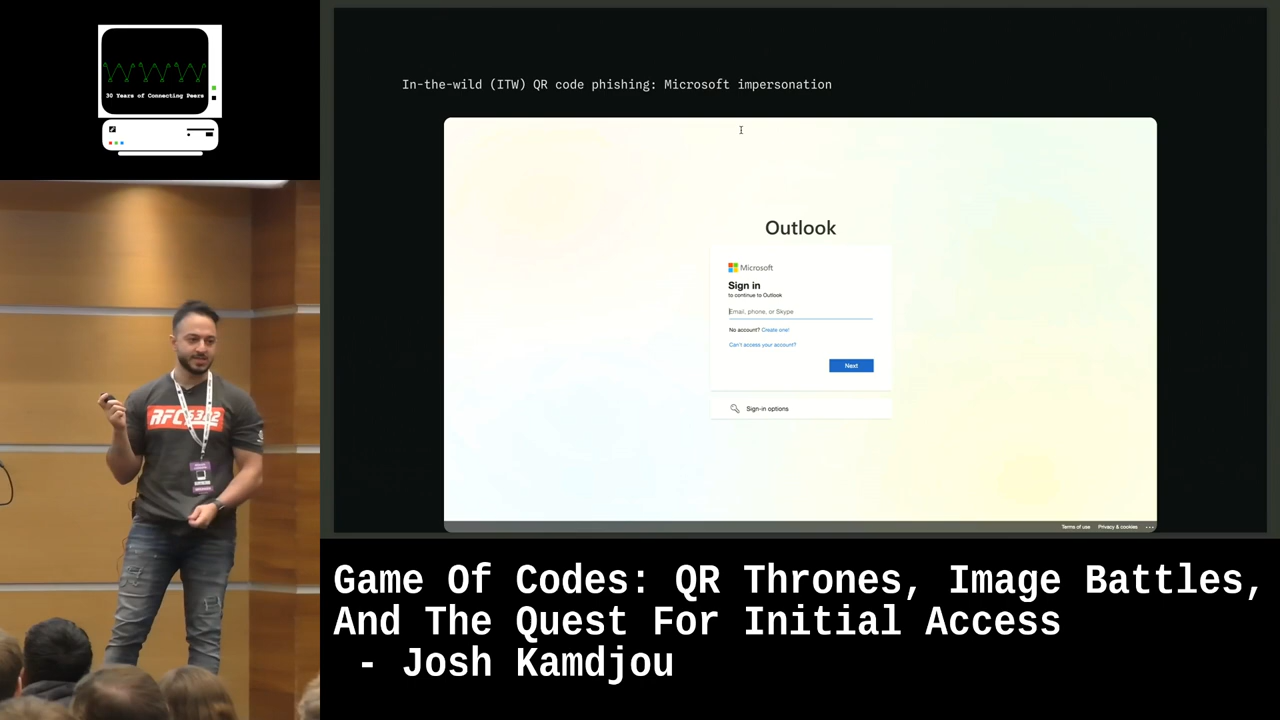 30 Years of Connecting Peers
In-the-wild (ITW) QR code phishing: Microsoft impersonation
Outlook
Microsoft
Sign in
to continue to Outlook
Email, phone, or Skype
No account? Create one!
Can't access your account?
Next
Sign-in options
Terms of use Privacy & cookies ...
RFC5322
Game Of Codes: QR Thrones, Image Battles,
And The Quest For Initial Access
- Josh Kamdjou